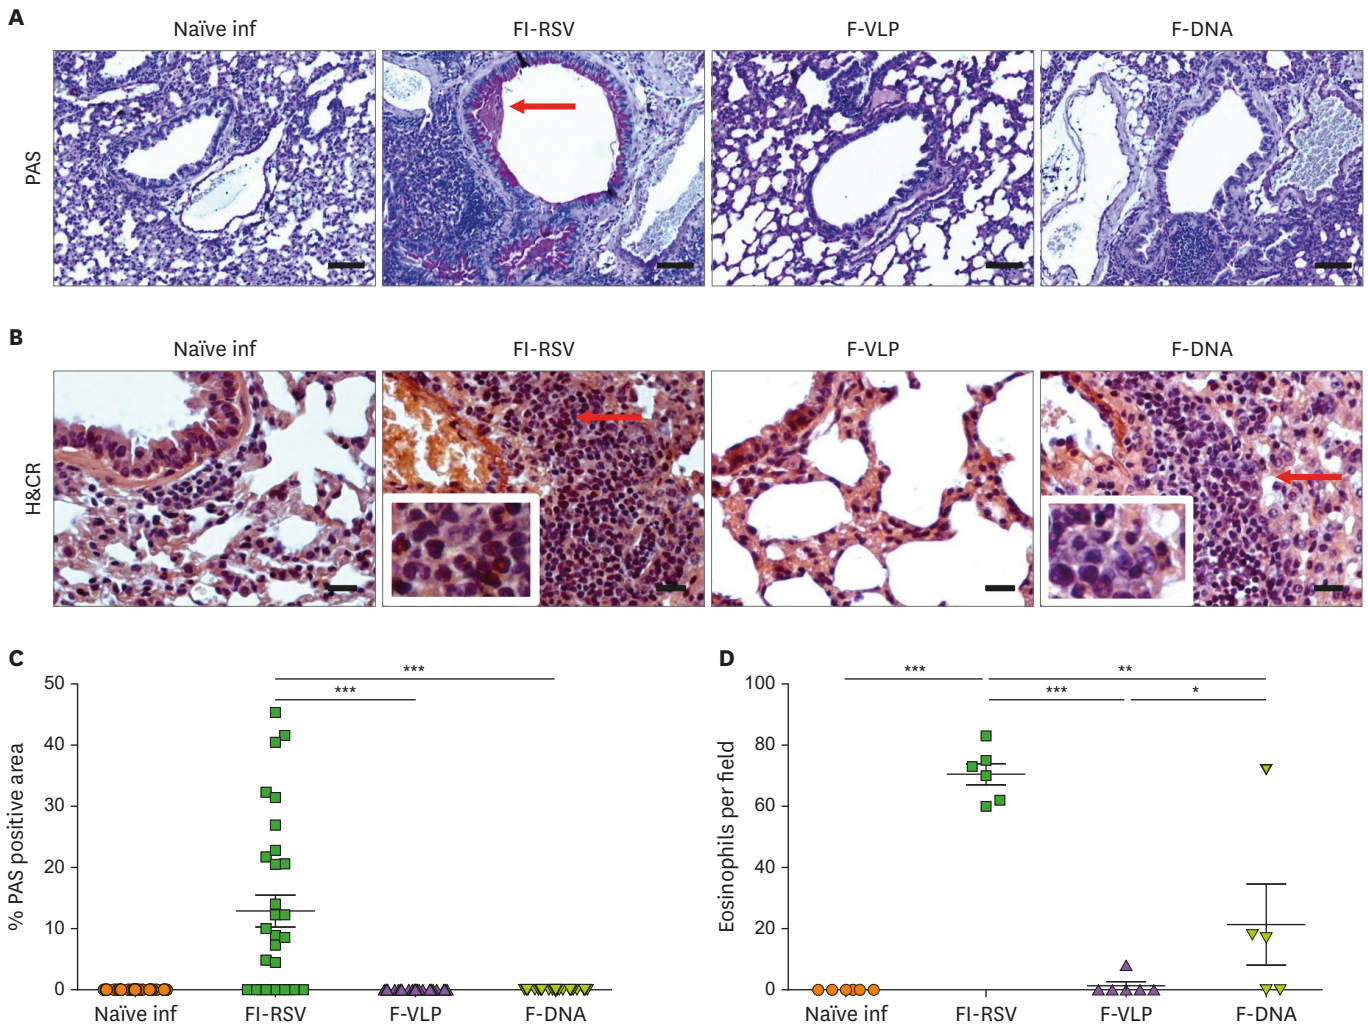 A
Naïve inf FI-RSV F-VLP F-DNA
PAS
B
Naïve inf FI-RSV F-VLP F-DNA
H&CR
C
***
***
% PAS positive area
50
40
30
20
10
0
Naïve inf FI-RSV F-VLP F-DNA
D
*** **
*** *
Eosinophils per field
100
80
60
40
20
0
Naïve inf FI-RSV F-VLP F-DNA